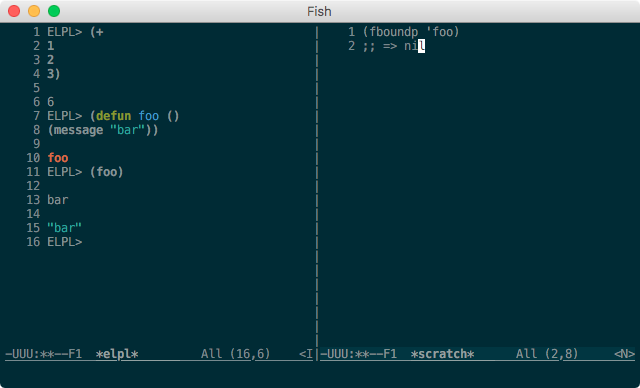 Fish
1 ELPL> (+
2 1
3 2
4 3)
5
6 6
7 ELPL> (defun foo ()
8 (message "bar"))
9
10 foo
11 ELPL> (foo)
12
13 bar
14
15 "bar"
16 ELPL>
1 (fboundp 'foo)
2 ;; => nil
-UUU:**--F1 *elpl* All (16,6) <I
-UUU:**--F1 *scratch* All (2,8) <N>